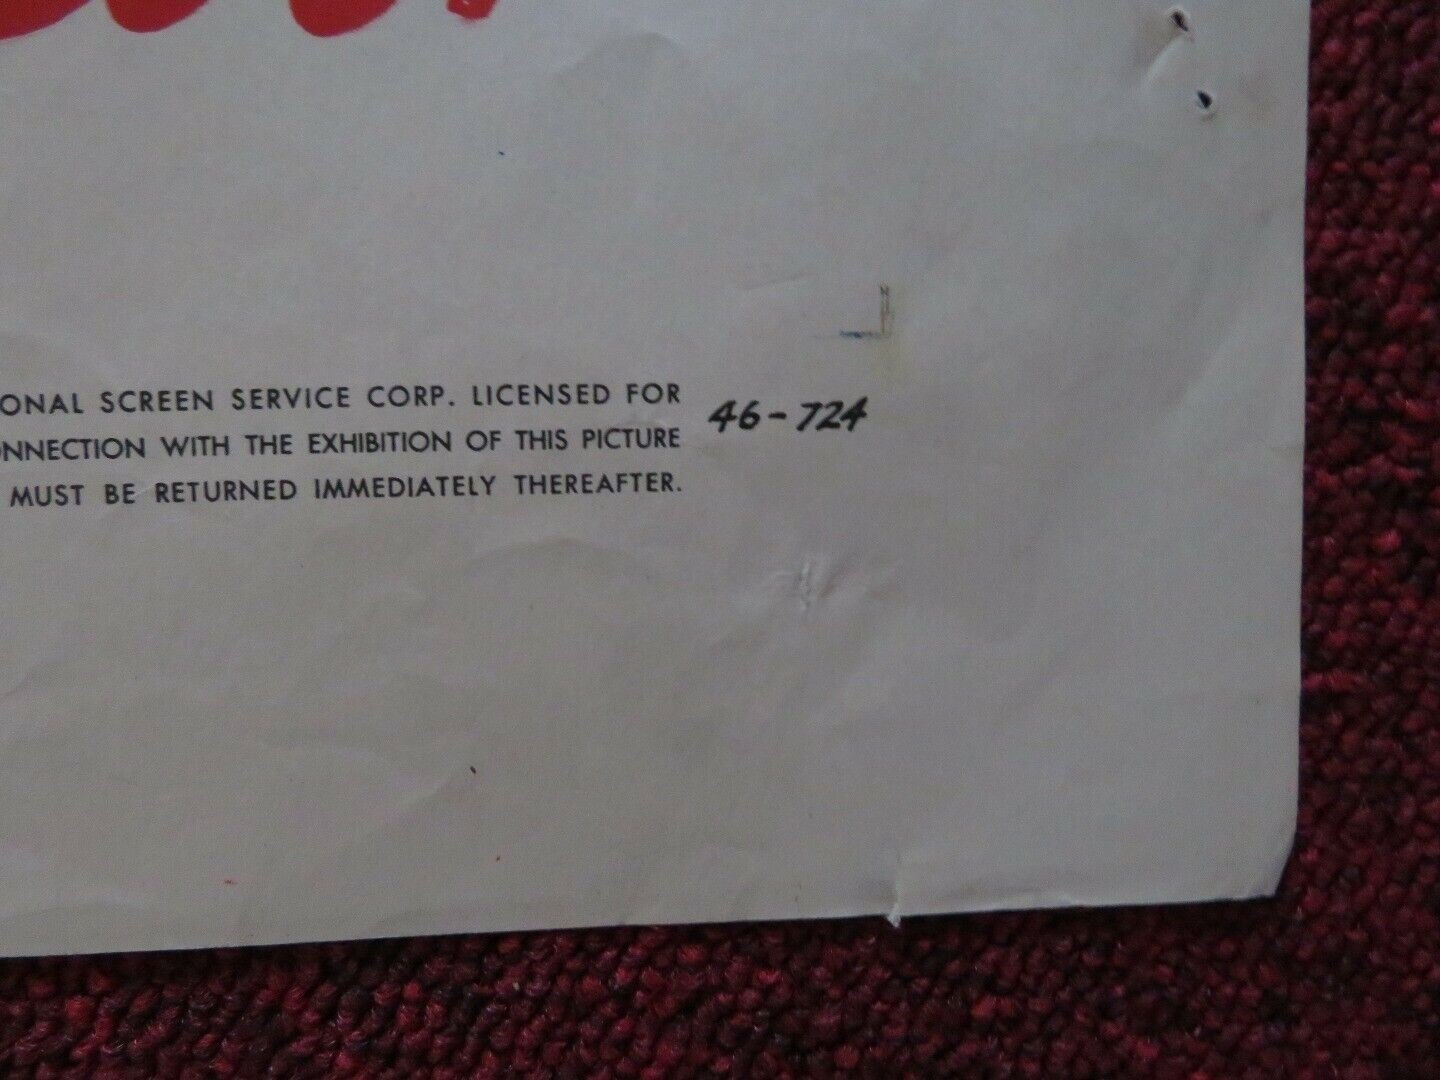 ONAL SCREEN SERVICE CORP. LICENSED FOR
ONNECTION WITH THE EXHIBITION OF THIS PICTURE
MUST BE RETURNED IMMEDIATELY THEREAFTER.
46-724